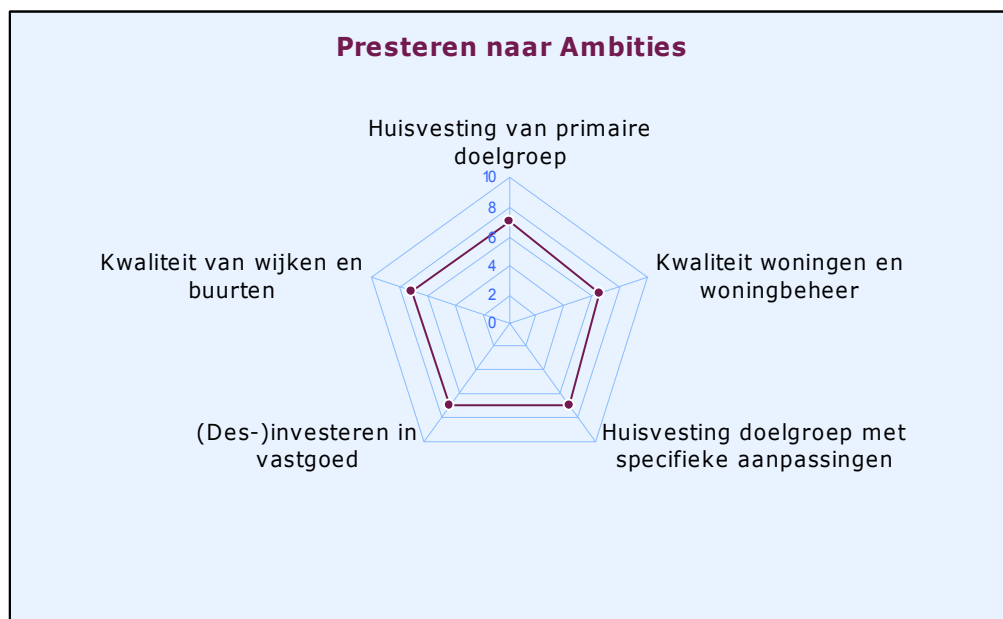 Presteren naar Ambities
Huisvesting van primaire
doelgroep
10
8
6
4
2
0
Kwaliteit van wijken en
buurten
Kwaliteit woningen en
woningbeheer
(Des-)investeren in
vastgoed
Huisvesting doelgroep met
specifieke aanpassingen